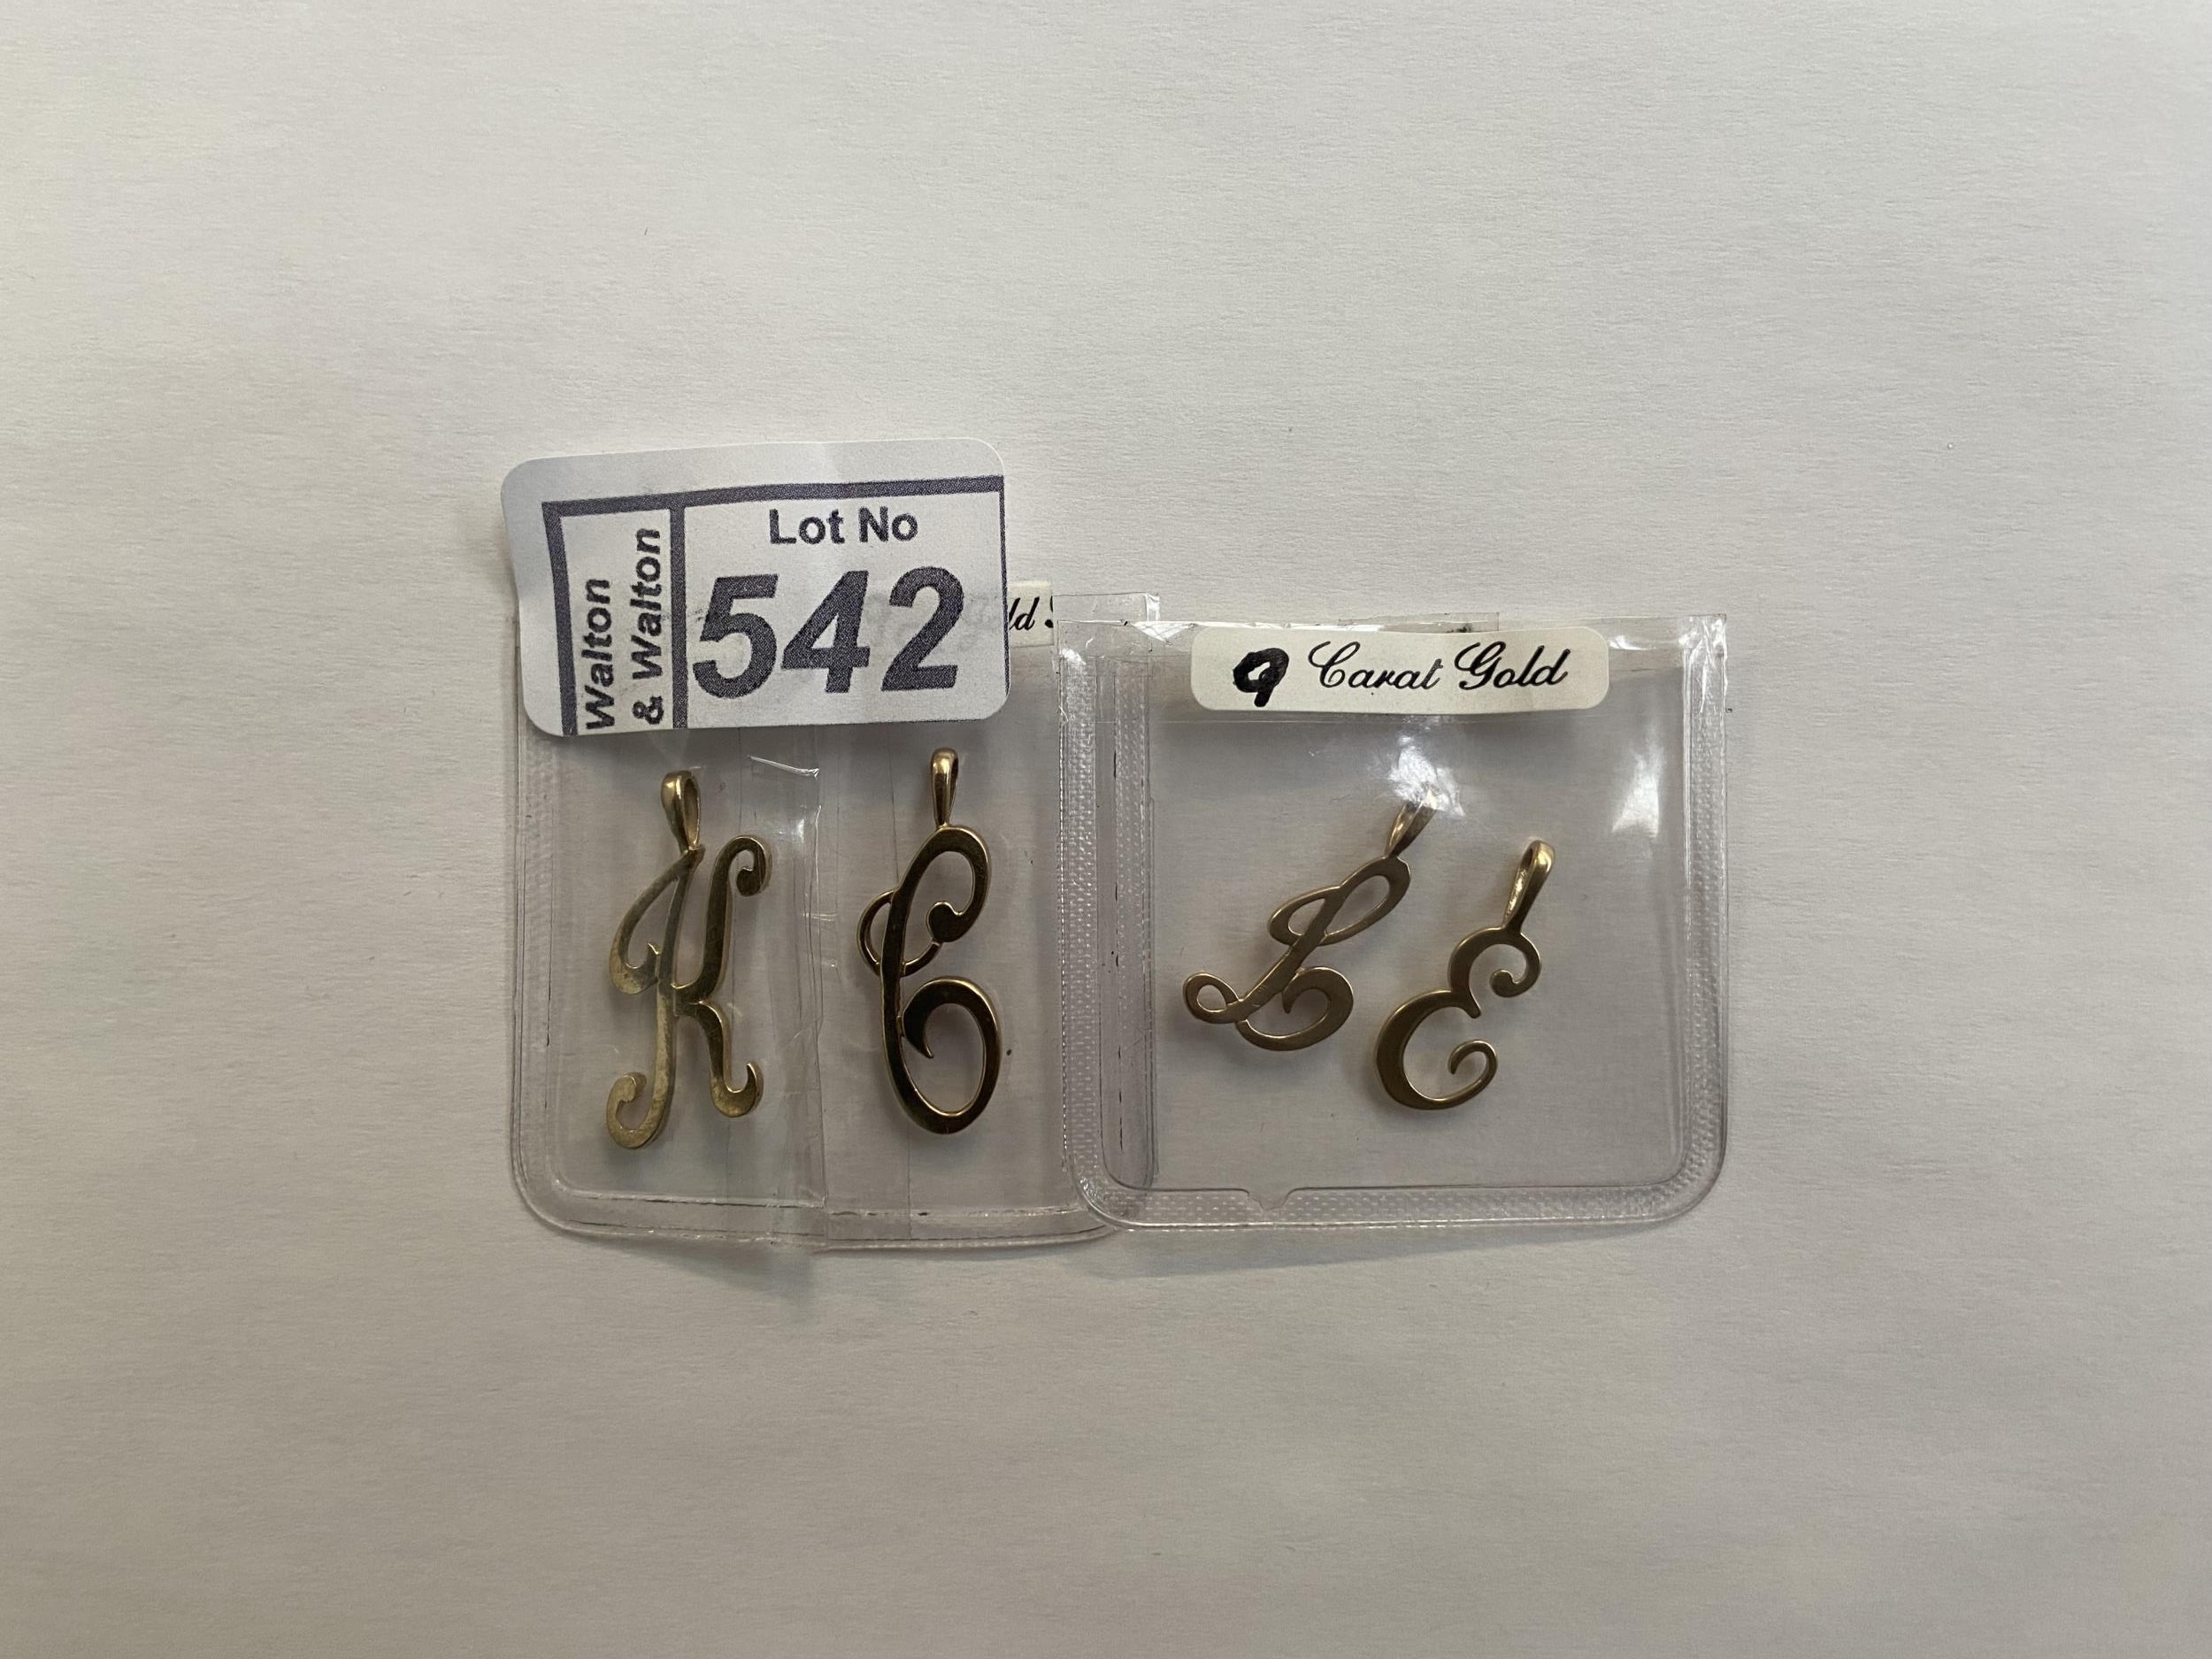 Walton
& Walton
Lot No
542
9 Carat Gold
K
C
L
E